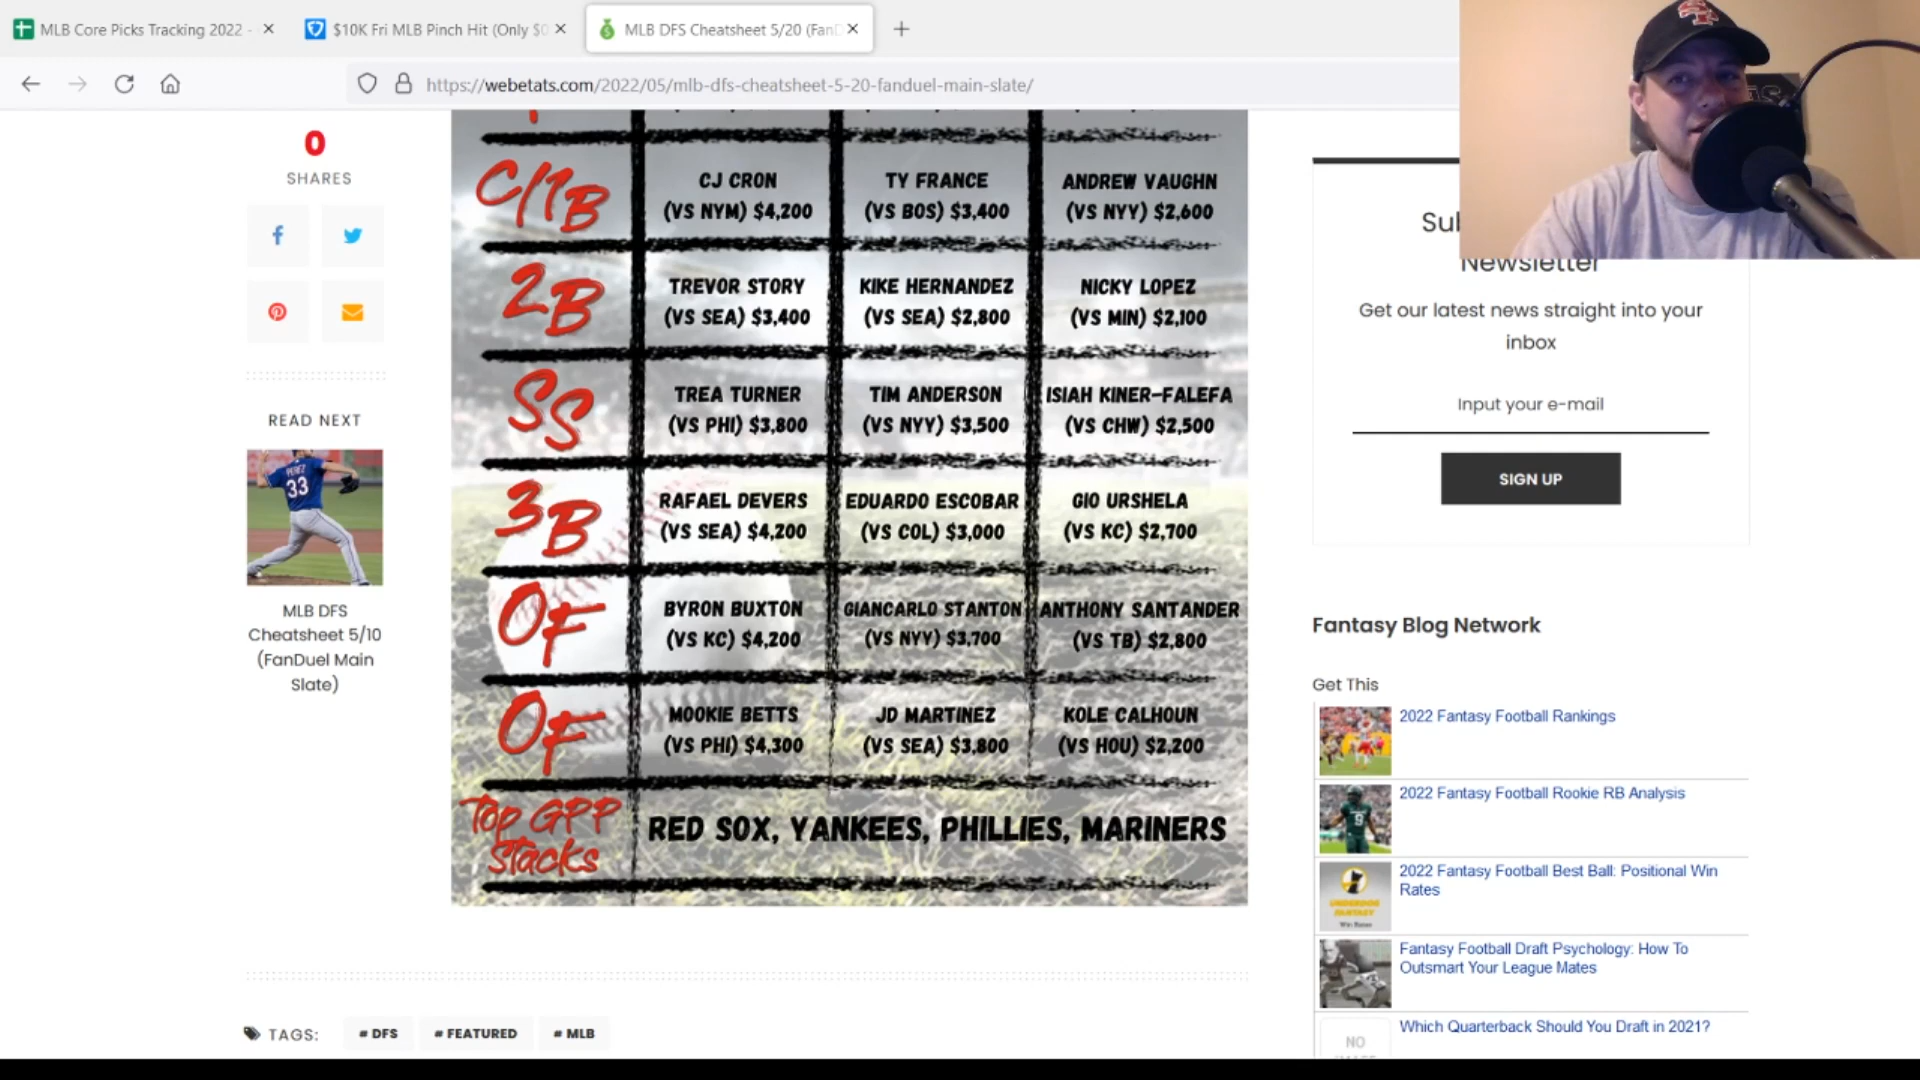 MLB Core Picks Tracking 2022 -
$10K Fri MLB Pinch Hit (Only $0
MLB DFS Cheatsheet 5/20 (FanD
https://webetats.com/2022/05/mlb-dfs-cheatsheet-5-20-fanduel-main-slate/
0
SHARES
READ NEXT
33
MLB DFS
Cheatsheet 5/10
(FanDuel Main
Slate)
C/1B
CJ CRON
(VS NYM) $4,200
TY FRANCE
(VS BOS) $3,400
ANDREW VAUGHN
(VS NYY) $2,600
2B
TREVOR STORY
(VS SEA) $3,400
KIKE HERNANDEZ
(VS SEA) $2,800
NICKY LOPEZ
(VS MIN) $2,100
SS
TREA TURNER
(VS PHI) $3,800
TIM ANDERSON
(VS NYY) $3,500
ISIAH KINER-FALEFA
(VS CHW) $2,500
3B
RAFAEL DEVERS
(VS SEA) $4,200
EDUARDO ESCOBAR
(VS COL) $3,000
GIO URSHELA
(VS KC) $2,700
OF
BYRON BUXTON
(VS KC) $4,200
GIANCARLO STANTON
(VS NYY) $3,700
ANTHONY SANTANDER
(VS TB) $2,800
OF
MOOKIE BETTS
(VS PHI) $4,300
JD MARTINEZ
(VS SEA) $3,800
KOLE CALHOUN
(VS HOU) $2,200
Top GPP
Stacks
RED SOX, YANKEES, PHILLIES, MARINERS
TAGS:
# DFS
# FEATURED
# MLB
Newsletter
Get our latest news straight into your
inbox
Input your e-mail
SIGN UP
Fantasy Blog Network
Get This
2022 Fantasy Football Rankings
2022 Fantasy Football Rookie RB Analysis
2022 Fantasy Football Best Ball: Positional Win
Rates
Fantasy Football Draft Psychology: How To
Outsmart Your League Mates
NO
Which Quarterback Should You Draft in 2021?